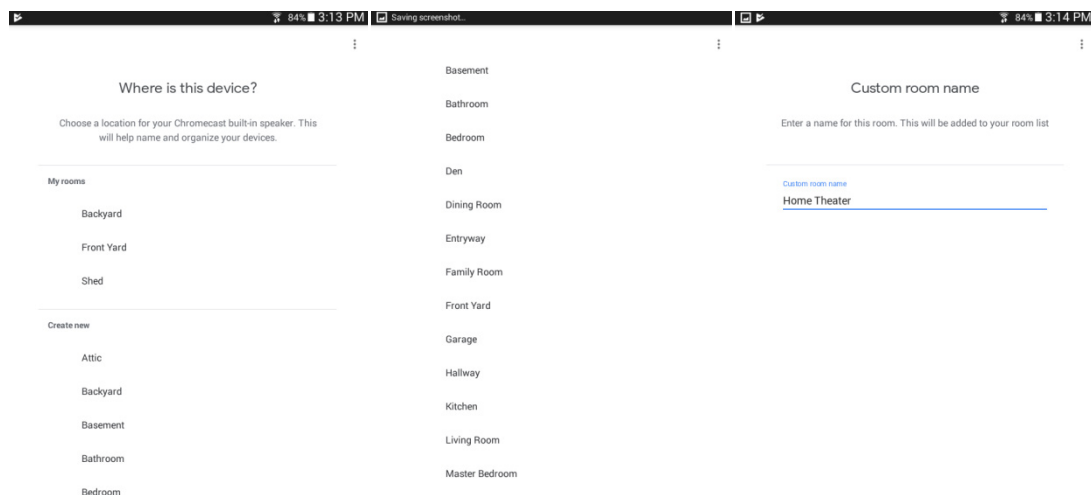 84% 3:13 PM
Where is this device?
Choose a location for your Chromecast built-in speaker. This
will help name and organize your devices.
My rooms
Backyard
Front Yard
Shed
Create new
Attic
Backyard
Basement
Bathroom
Bedroom
Saving screenshot...
Basement
Bathroom
Bedroom
Den
Dining Room
Entryway
Family Room
Front Yard
Garage
Hallway
Kitchen
Living Room
Master Bedroom
84% 3:14 PM
Custom room name
Enter a name for this room. This will be added to your room list
Custom room name
Home Theater